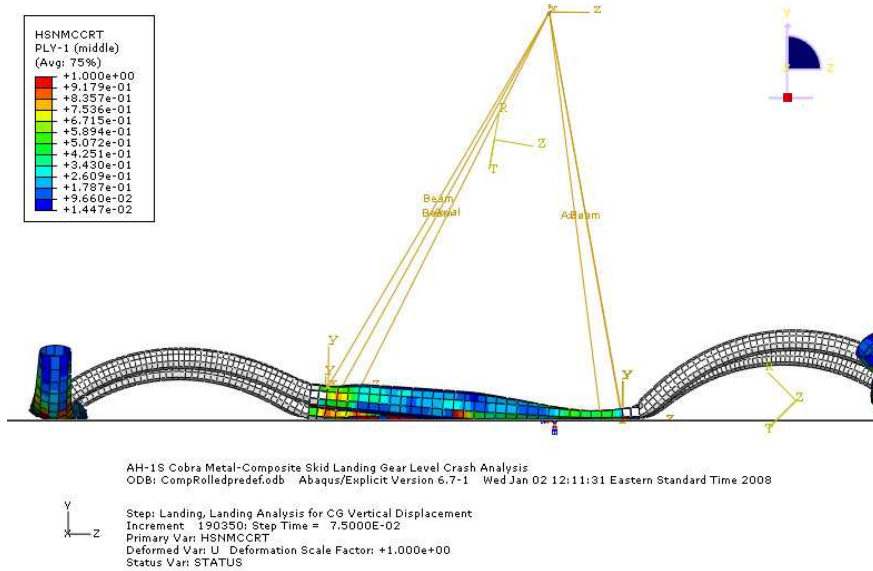 HSNMCCRT
PLY-1 (middle)
(Avg: 75%)
+1.000e+00
+9.179e-01
+8.357e-01
+7.536e-01
+6.715e-01
+5.894e-01
+5.072e-01
+4.251e-01
+3.430e-01
+2.609e-01
+1.787e-01
+9.660e-02
+1.447e-02
X Z
Y
Z
R
Z
T
Beam
Beam
Y
Y
Z
Y
Z
R
Z
T
AH-1S Cobra Metal-Composite Skid Landing Gear Level Crash Analysis
ODB: CompRolledpredef.odb Abaqus/Explicit Version 6.7-1 Wed Jan 02 12:11:31 Eastern Standard Time 2008
Y
X Z
Step: Landing, Landing Analysis for CG Vertical Displacement
Increment 190350: Step Time = 7.5000E-02
Primary Var: HSNMCCRT
Deformed Var: U Deformation Scale Factor: +1.000e+00
Status Var: STATUS